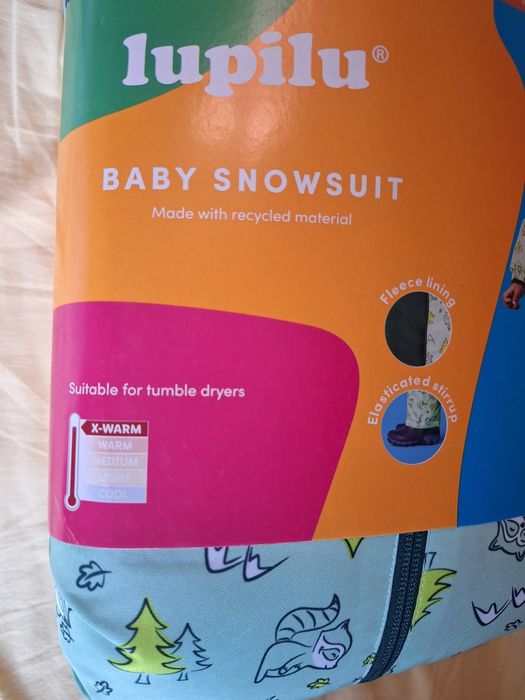 lupilu®
BABY SNOWSUIT
Made with recycled material
Fleece lining
Suitable for tumble dryers
Elasticated stirrup
X-WARM
WARM
MEDIUM
LIGHT
COOL